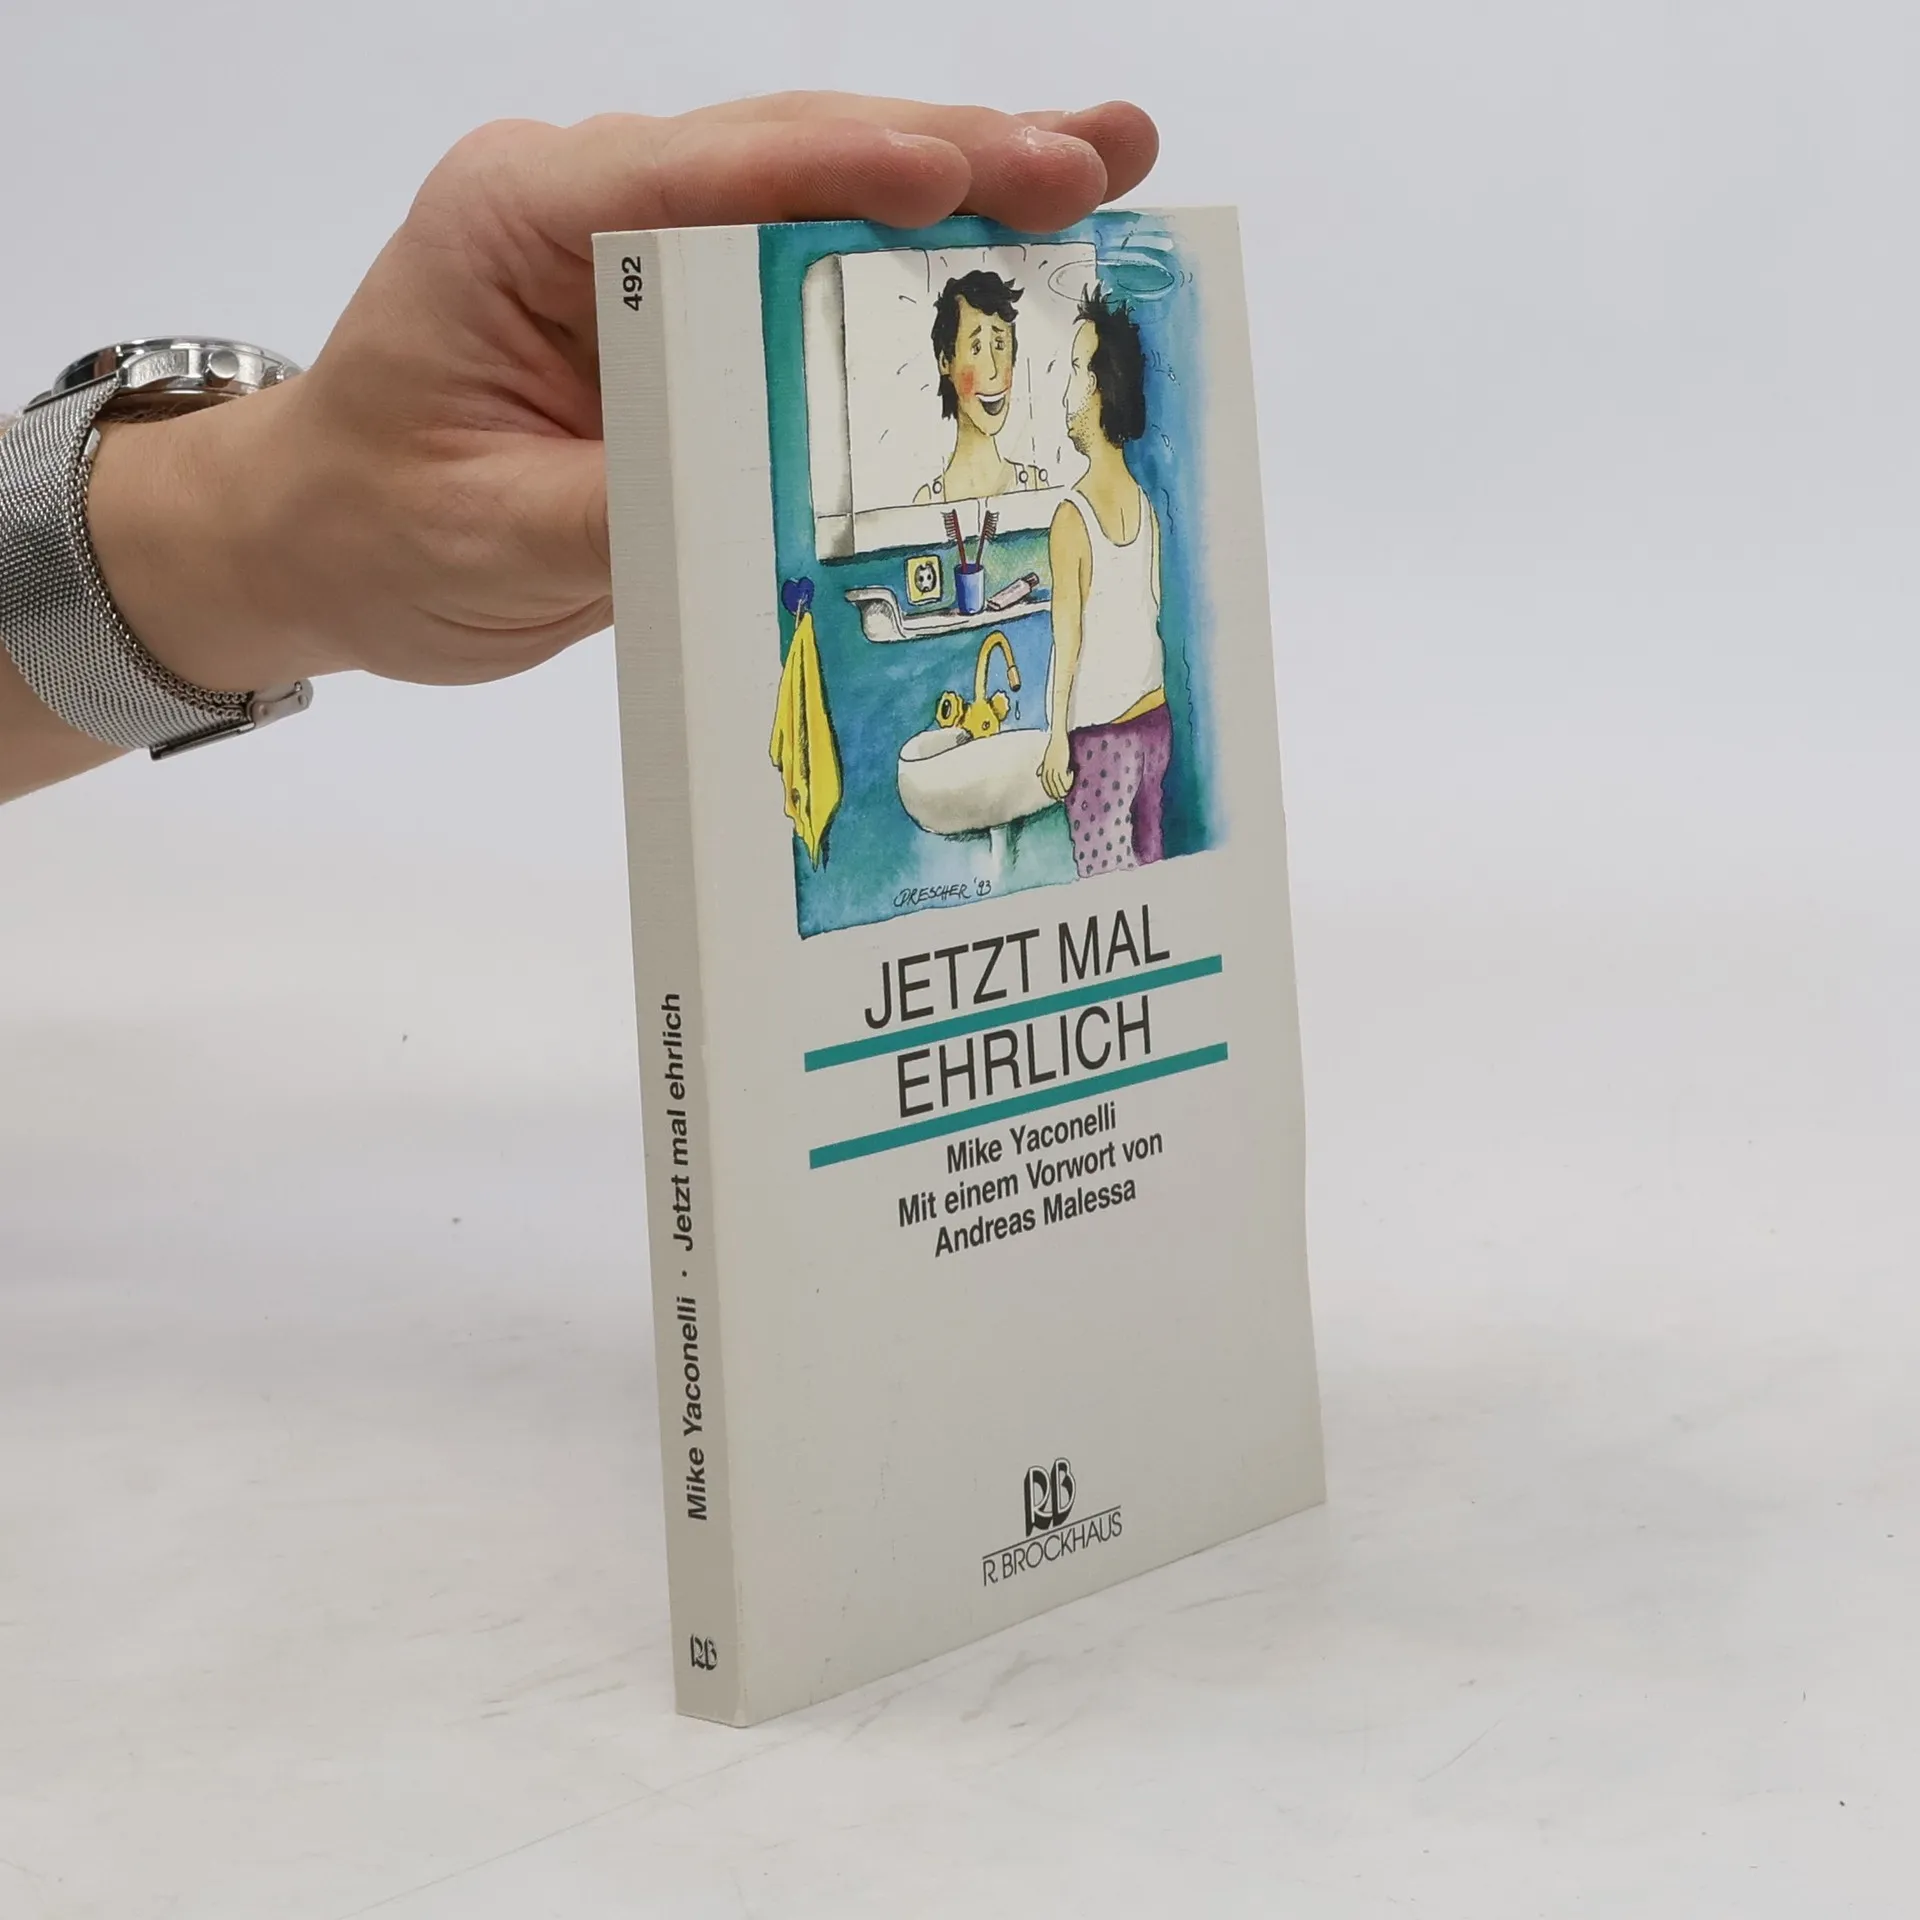 492
Mike Yaconelli · Jetzt mal ehrlich
RB
DRESCHER '93
JETZT MAL
EHRLICH
Mike Yaconelli
Mit einem Vorwort von
Andreas Malessa
RB
R. BROCKHAUS